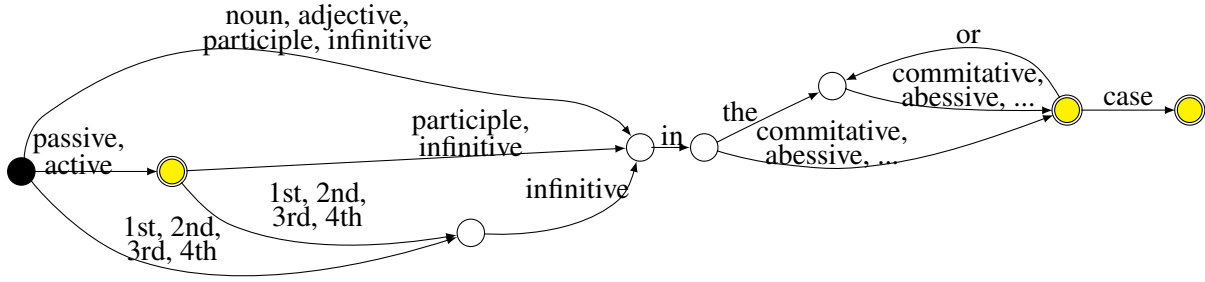 noun, adjective,
participle, infinitive
or
commitative,
abessive, ...
case
the
participle,
infinitive
in
commitative,
abessive, ...
passive,
active
1st, 2nd,
3rd, 4th
infinitive
1st, 2nd,
3rd, 4th